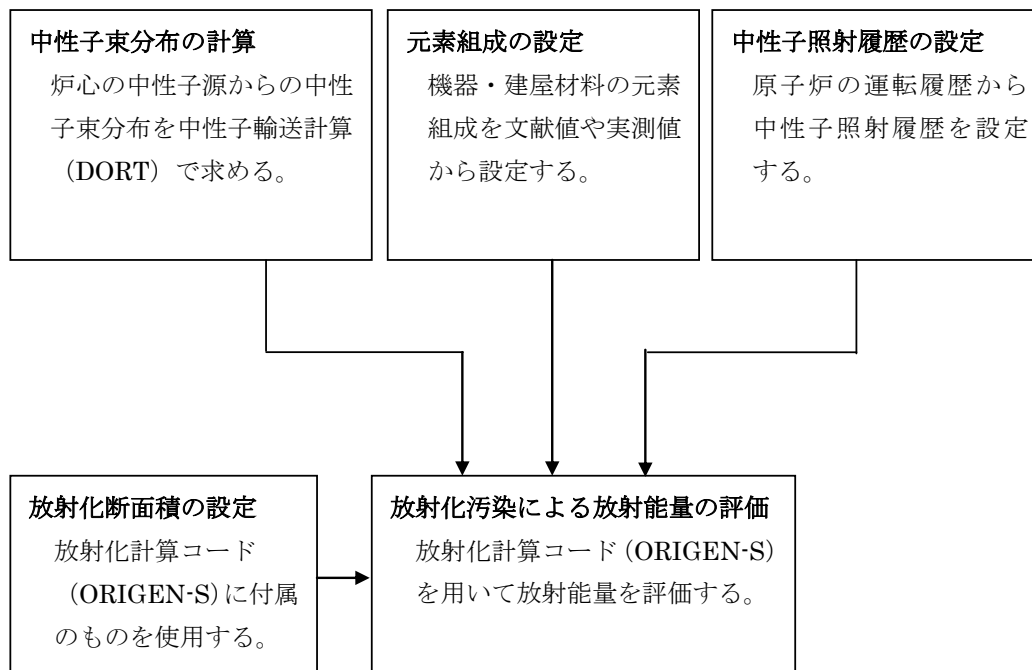 中性子束分布の計算
炉心の中性子源からの中性
子束分布を中性子輸送計算
（DORT）で求める。
元素組成の設定
機器・建屋材料の元素
組成を文献値や実測値
から設定する。
中性子照射履歴の設定
原子炉の運転履歴から
中性子照射履歴を設定
する。
放射化断面積の設定
放射化計算コード
（ORIGEN-S）に付属
のものを使用する。
放射化汚染による放射能量の評価
放射化計算コード（ORIGEN-S）
を用いて放射能量を評価する。